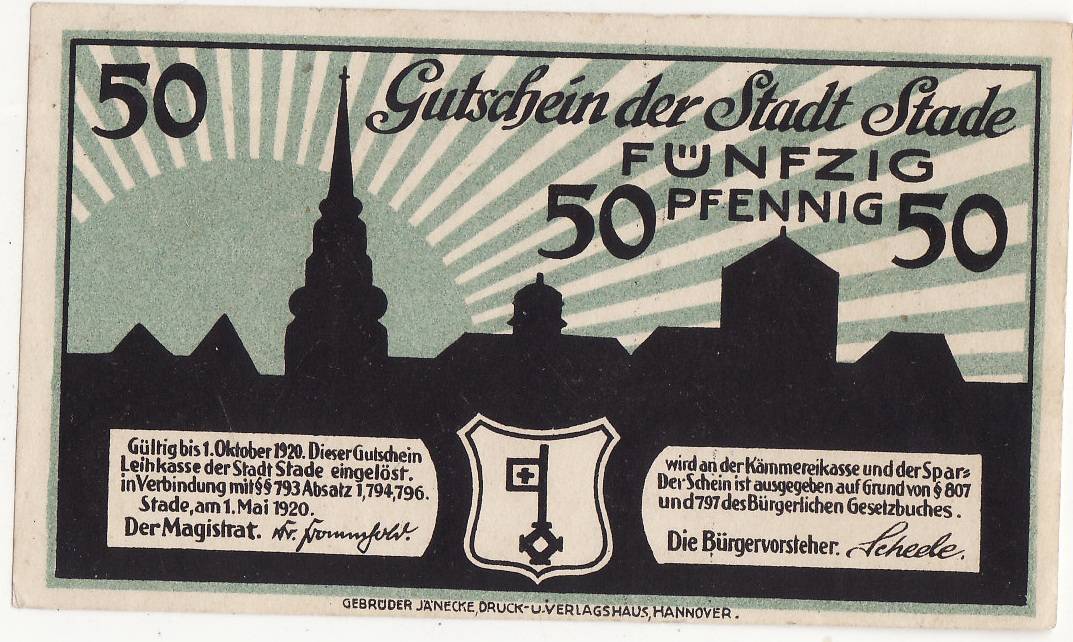 50
Gutschein der Stadt Stade
FÜNFZIG
50 PFENNIG 50
Gültig bis 1. Oktober 1920. Dieser Gutschein
Leihkasse der Stadt Stade eingelöst.
in Verbindung mit §§ 793 Absatz 1, 794, 796.
Stade, am 1. Mai 1920.
Der Magistrat.
wird an der Kämmereikasse und der Spar=
Der Schein ist ausgegeben auf Grund von § 807
und 797 des Bürgerlichen Gesetzbuches.
Die Bürgervorsteher. Scheele.
GEBRÜDER JÄNECKE, DRUCK-U. VERLAGSHAUS, HANNOVER.